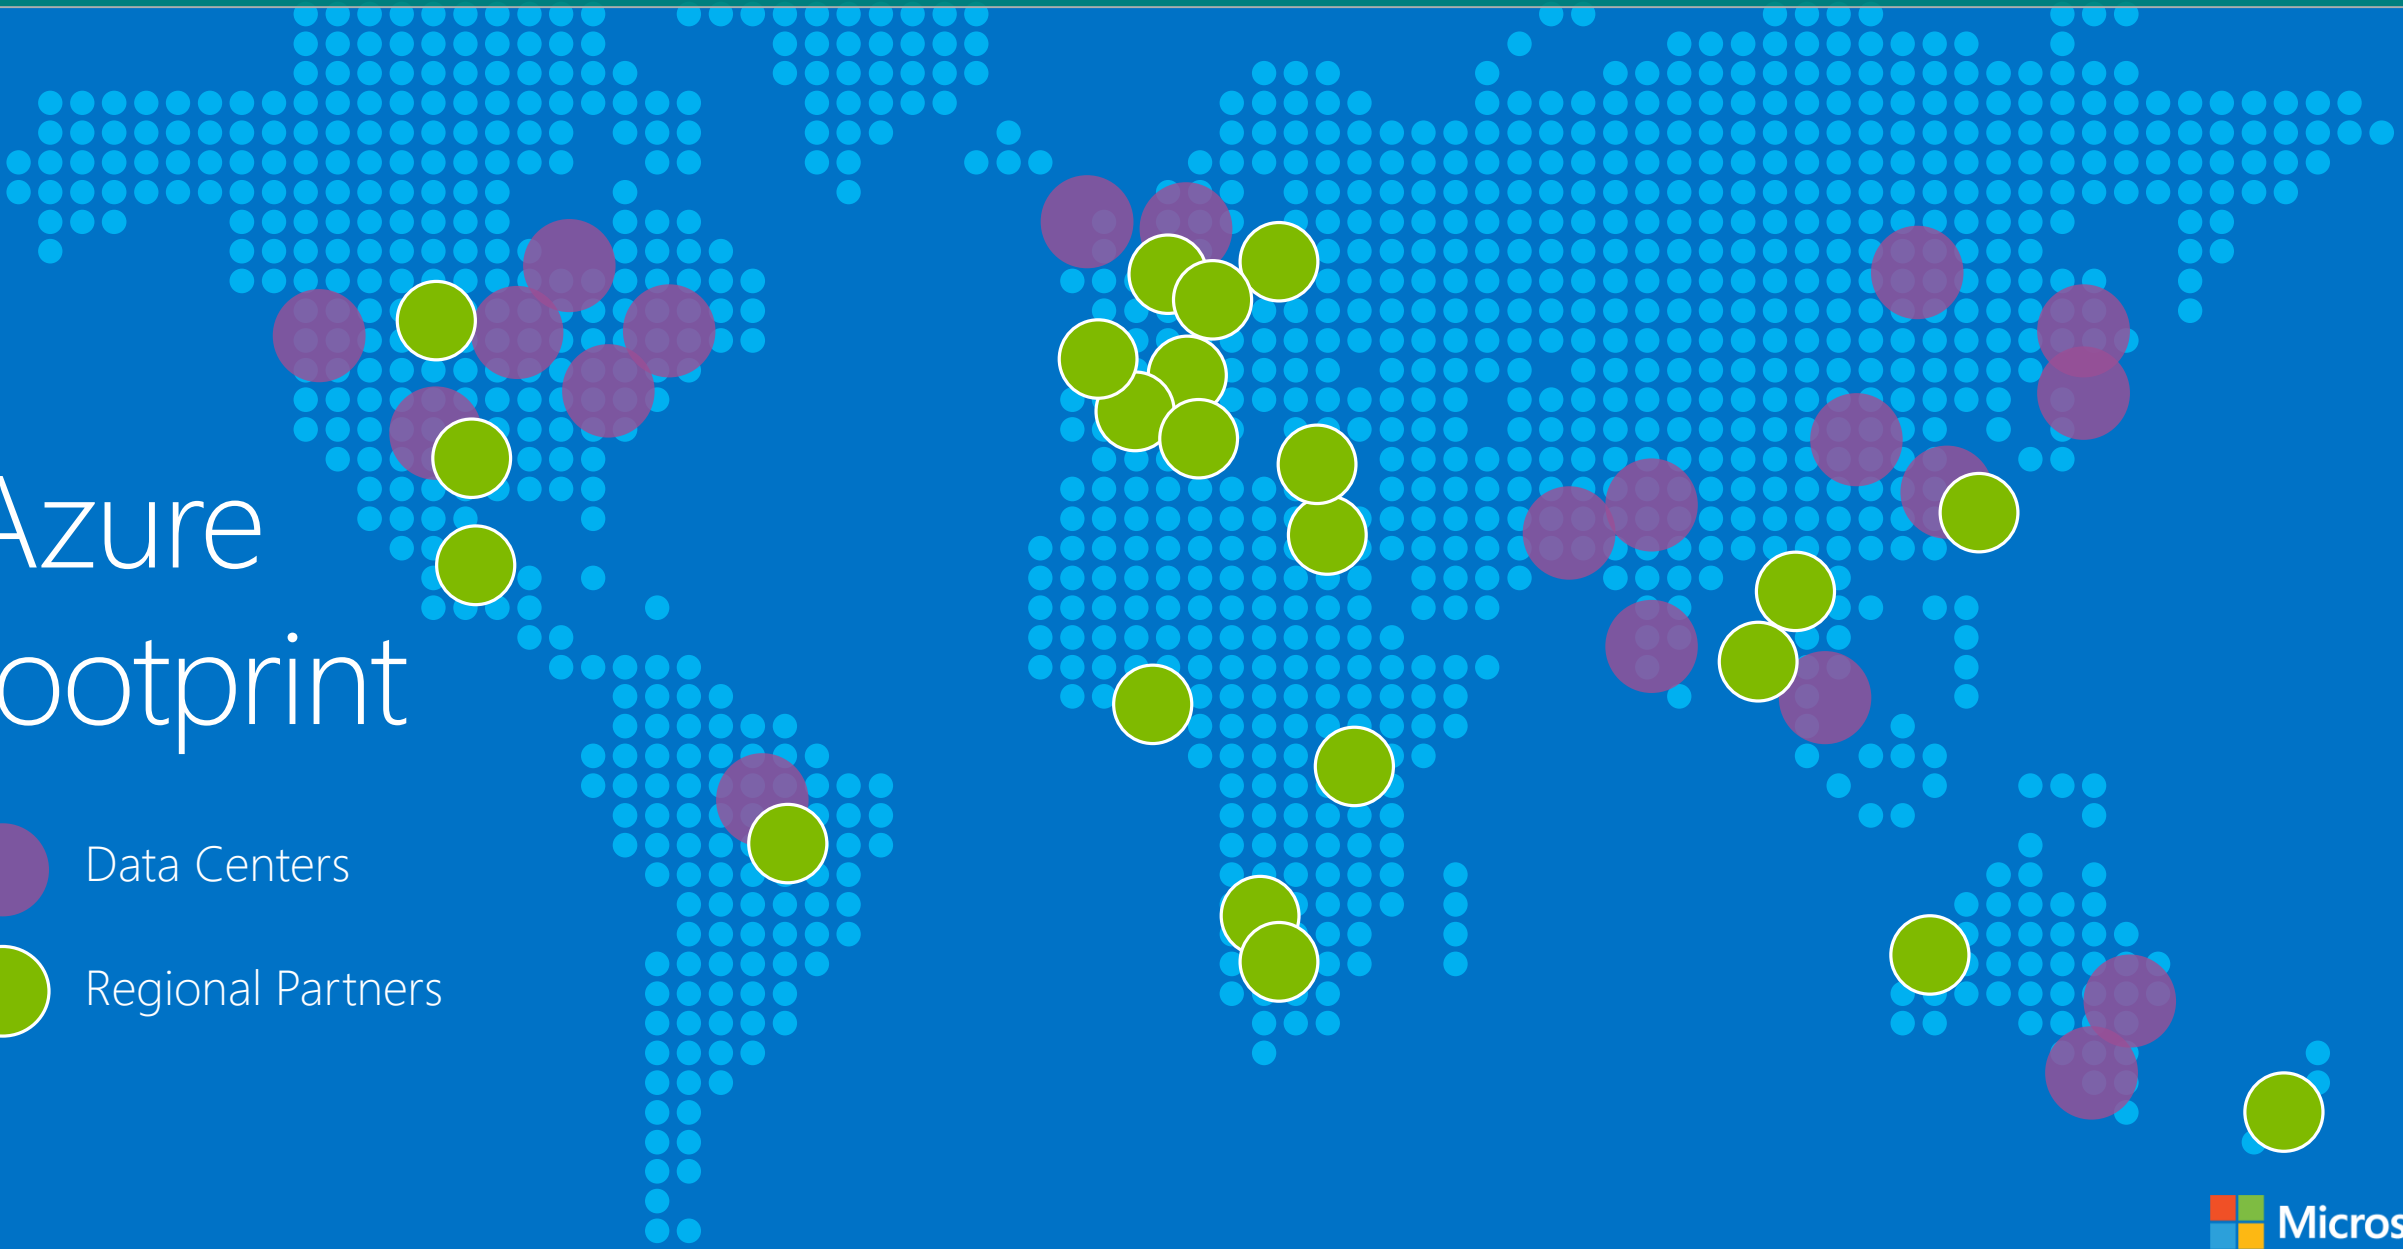 Azure
ootprint
Data Centers
Regional Partners
Micros